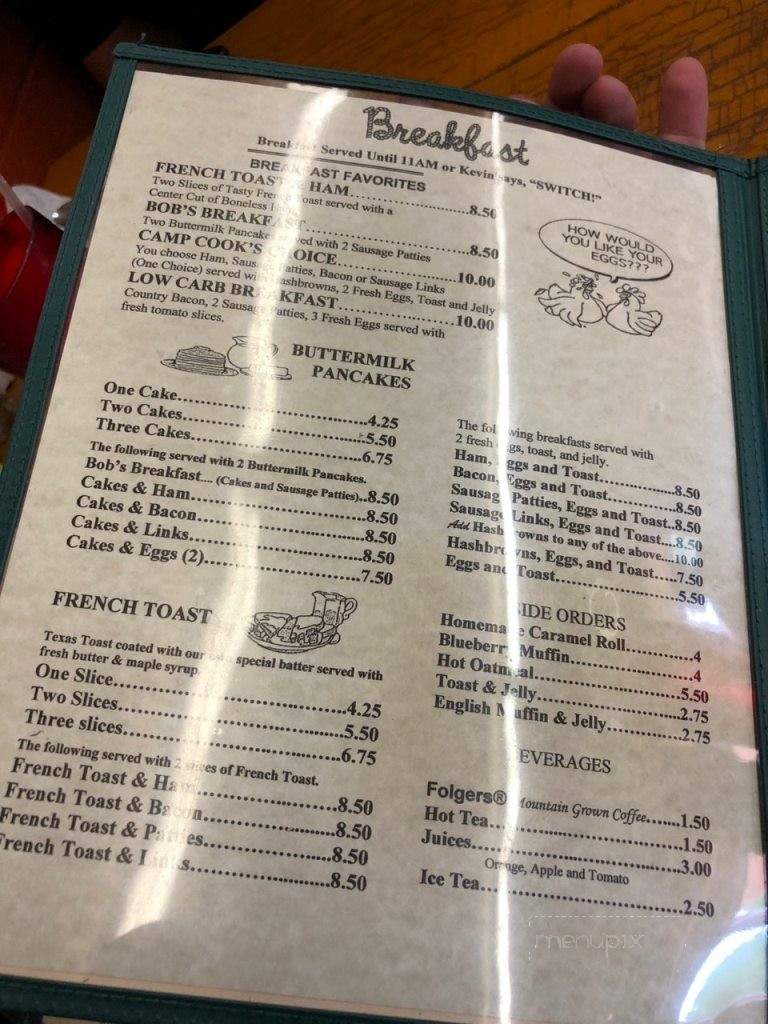 Breakfast
Breakfast Served Until 11AM or Kevin says, "SWITCH!"
BREAKFAST FAVORITES
FRENCH TOAST & HAM..................8.50
Two Slices of Tasty French Toast served with a
Center Cut of Boneless Ham
BOB'S BREAKFAST..................8.50
Two Buttermilk Pancakes served with 2 Sausage Patties
CAMP COOK'S CHOICE..................10.00
You choose Ham, Sausage Patties, Bacon or Sausage Links
(One Choice) served with Hashbrowns, 2 Fresh Eggs, Toast and Jelly
LOW CARB BREAKFAST..................10.00
Country Bacon, 2 Sausage Patties, 3 Fresh Eggs served with
fresh tomato slices.
HOW WOULD
YOU LIKE YOUR
EGGS???
BUTTERMILK
PANCAKES
One Cake..................4.25
Two Cakes..................5.50
Three Cakes..................6.75
The following served with 2 Buttermilk Pancakes.
Bob's Breakfast.... (Cakes and Sausage Patties)..8.50
Cakes & Ham..................8.50
Cakes & Bacon..................8.50
Cakes & Links..................8.50
Cakes & Eggs (2)..................7.50
FRENCH TOAST
Texas Toast coated with our own special batter served with
fresh butter & maple syrup.
One Slice..................4.25
Two Slices..................5.50
Three slices..................6.75
The following served with 2 slices of French Toast.
French Toast & Ham..................8.50
French Toast & Bacon..................8.50
French Toast & Patties..................8.50
French Toast & Links..................8.50
The following breakfasts served with
2 fresh eggs, toast, and jelly.
Ham, Eggs and Toast..................8.50
Bacon, Eggs and Toast..................8.50
Sausage Patties, Eggs and Toast..8.50
Sausage Links, Eggs and Toast....8.50
Add Hashbrowns to any of the above....10.00
Hashbrowns, Eggs, and Toast.....7.50
Eggs and Toast..................5.50
SIDE ORDERS
Homemade Caramel Roll...........4
Blueberry Muffin..................4
Hot Oatmeal..................5.50
Toast & Jelly..................2.75
English Muffin & Jelly..................2.75
BEVERAGES
Folgers® Mountain Grown Coffee.......1.50
Hot Tea..................1.50
Juices..................3.00
Orange, Apple and Tomato
Ice Tea..................2.50
menupix